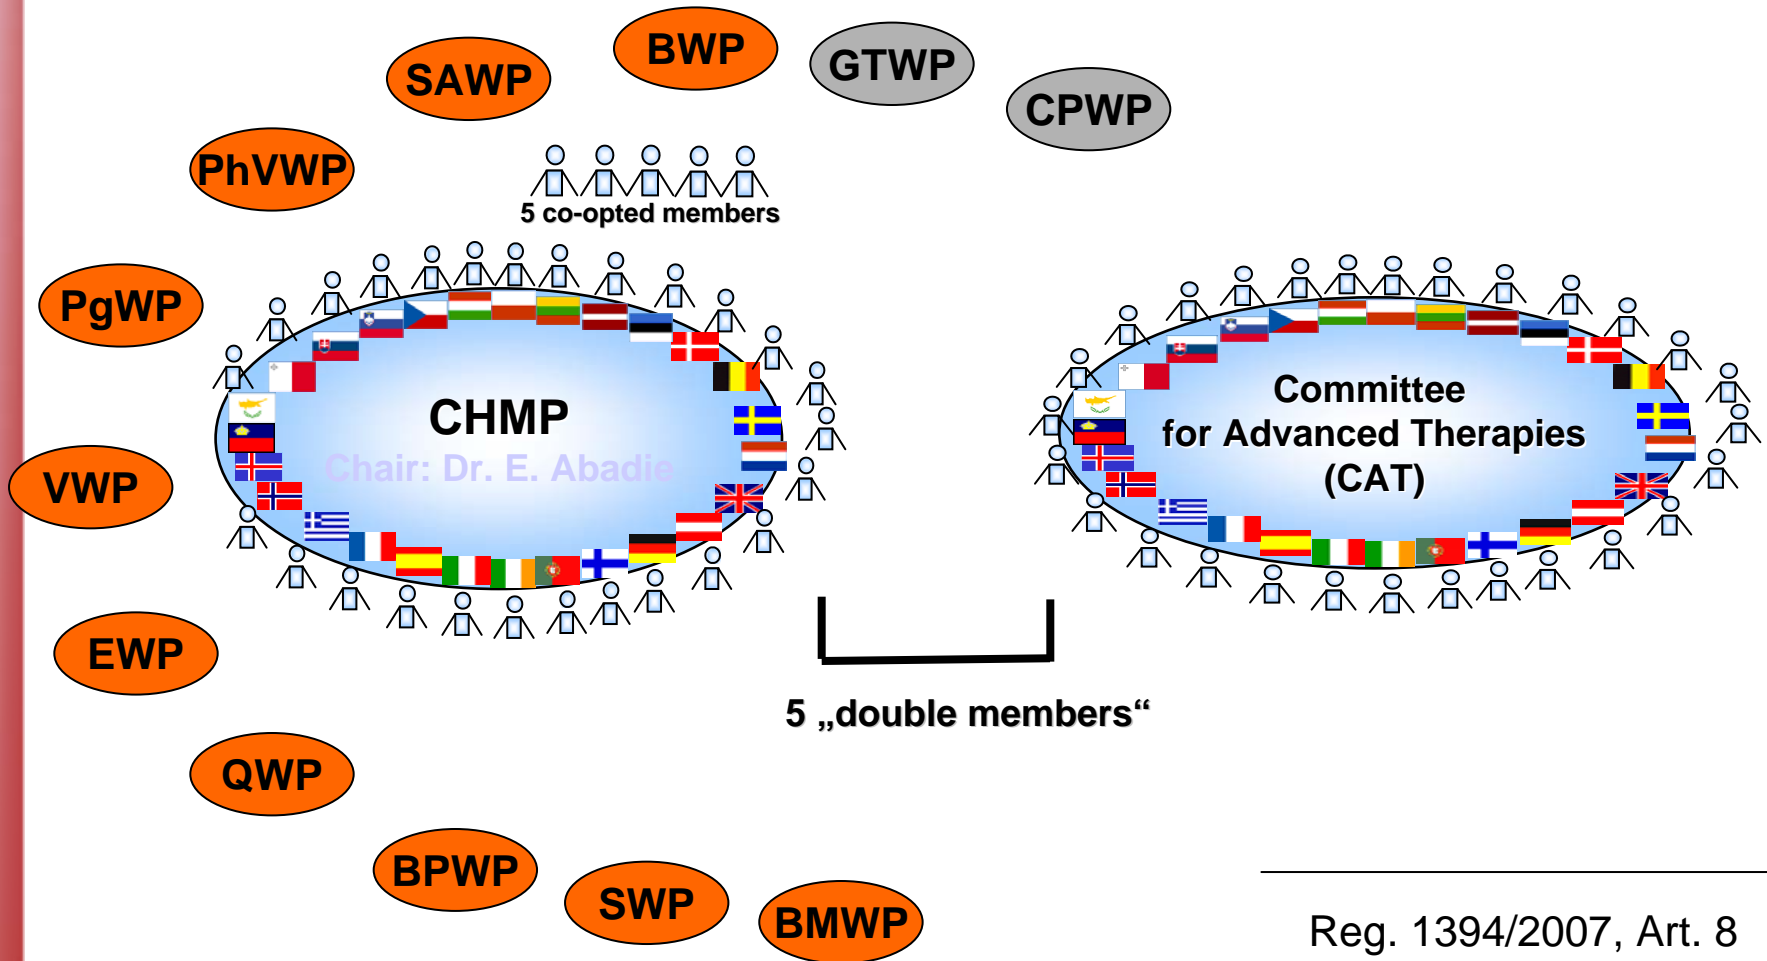 BWP
GTWP
SAWP
CPWP
PhVWP
5 co-opted members
PgWP
CHMP
Chair: Dr. E. Abadie
Committee
for Advanced Therapies
(CAT)
VWP
EWP
5 „double members“
QWP
BPWP
SWP
BMWP
Reg. 1394/2007, Art. 8